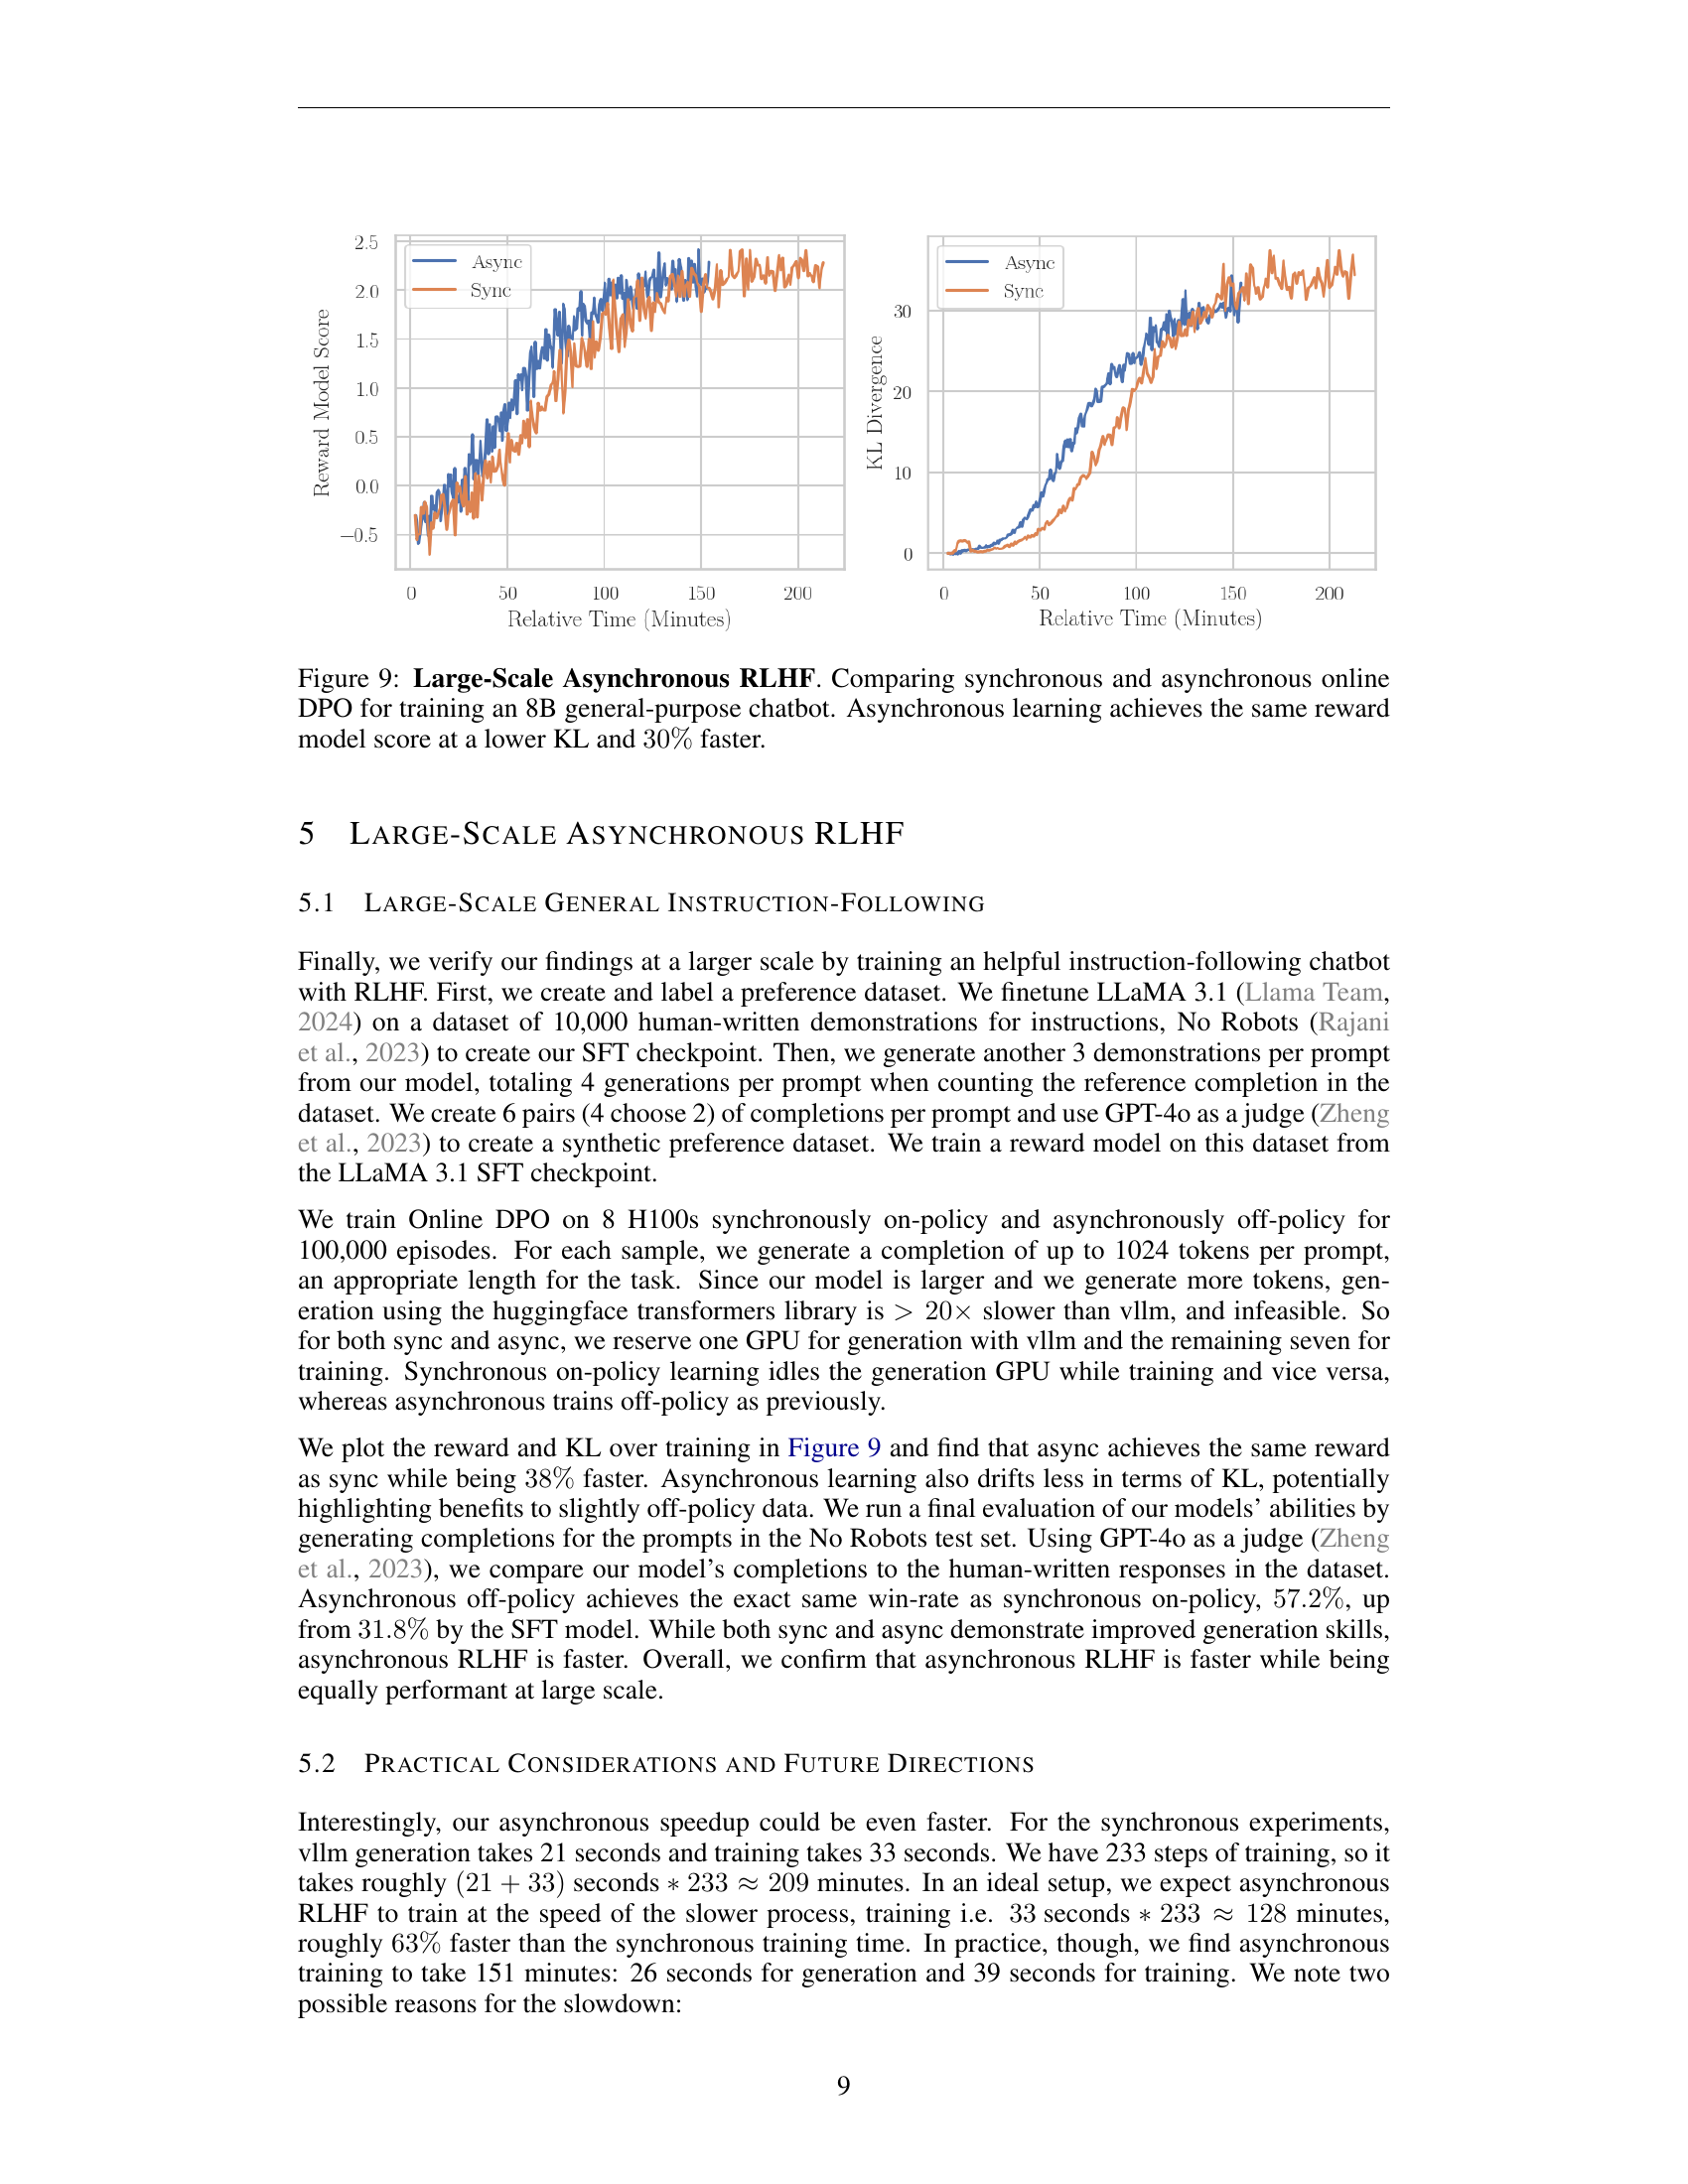 2.5
2.0
1.5
1.0
0.5
0.0
−0.5
Reward Model Score
Async
Sync
0 50 100 150 200
Relative Time (Minutes)
30
20
10
0
KL Divergence
Async
Sync
0 50 100 150 200
Relative Time (Minutes)
Figure 9: Large-Scale Asynchronous RLHF. Comparing synchronous and asynchronous online
DPO for training an 8B general-purpose chatbot. Asynchronous learning achieves the same reward
model score at a lower KL and 30% faster.
5 LARGE-SCALE ASYNCHRONOUS RLHF
5.1 LARGE-SCALE GENERAL INSTRUCTION-FOLLOWING
Finally, we verify our findings at a larger scale by training an helpful instruction-following chatbot
with RLHF. First, we create and label a preference dataset. We finetune LLaMA 3.1 (Llama Team,
2024) on a dataset of 10,000 human-written demonstrations for instructions, No Robots (Rajani
et al., 2023) to create our SFT checkpoint. Then, we generate another 3 demonstrations per prompt
from our model, totaling 4 generations per prompt when counting the reference completion in the
dataset. We create 6 pairs (4 choose 2) of completions per prompt and use GPT-4o as a judge (Zheng
et al., 2023) to create a synthetic preference dataset. We train a reward model on this dataset from
the LLaMA 3.1 SFT checkpoint.
We train Online DPO on 8 H100s synchronously on-policy and asynchronously off-policy for
100,000 episodes. For each sample, we generate a completion of up to 1024 tokens per prompt,
an appropriate length for the task. Since our model is larger and we generate more tokens, gen-
eration using the huggingface transformers library is > 20× slower than vllm, and infeasible. So
for both sync and async, we reserve one GPU for generation with vllm and the remaining seven for
training. Synchronous on-policy learning idles the generation GPU while training and vice versa,
whereas asynchronous trains off-policy as previously.
We plot the reward and KL over training in Figure 9 and find that async achieves the same reward
as sync while being 38% faster. Asynchronous learning also drifts less in terms of KL, potentially
highlighting benefits to slightly off-policy data. We run a final evaluation of our models' abilities by
generating completions for the prompts in the No Robots test set. Using GPT-4o as a judge (Zheng
et al., 2023), we compare our model's completions to the human-written responses in the dataset.
Asynchronous off-policy achieves the exact same win-rate as synchronous on-policy, 57.2%, up
from 31.8% by the SFT model. While both sync and async demonstrate improved generation skills,
asynchronous RLHF is faster. Overall, we confirm that asynchronous RLHF is faster while being
equally performant at large scale.
5.2 PRACTICAL CONSIDERATIONS AND FUTURE DIRECTIONS
Interestingly, our asynchronous speedup could be even faster. For the synchronous experiments,
vllm generation takes 21 seconds and training takes 33 seconds. We have 233 steps of training, so it
takes roughly (21 + 33) seconds ∗ 233 ≈ 209 minutes. In an ideal setup, we expect asynchronous
RLHF to train at the speed of the slower process, training i.e. 33 seconds ∗ 233 ≈ 128 minutes,
roughly 63% faster than the synchronous training time. In practice, though, we find asynchronous
training to take 151 minutes: 26 seconds for generation and 39 seconds for training. We note two
possible reasons for the slowdown:
9